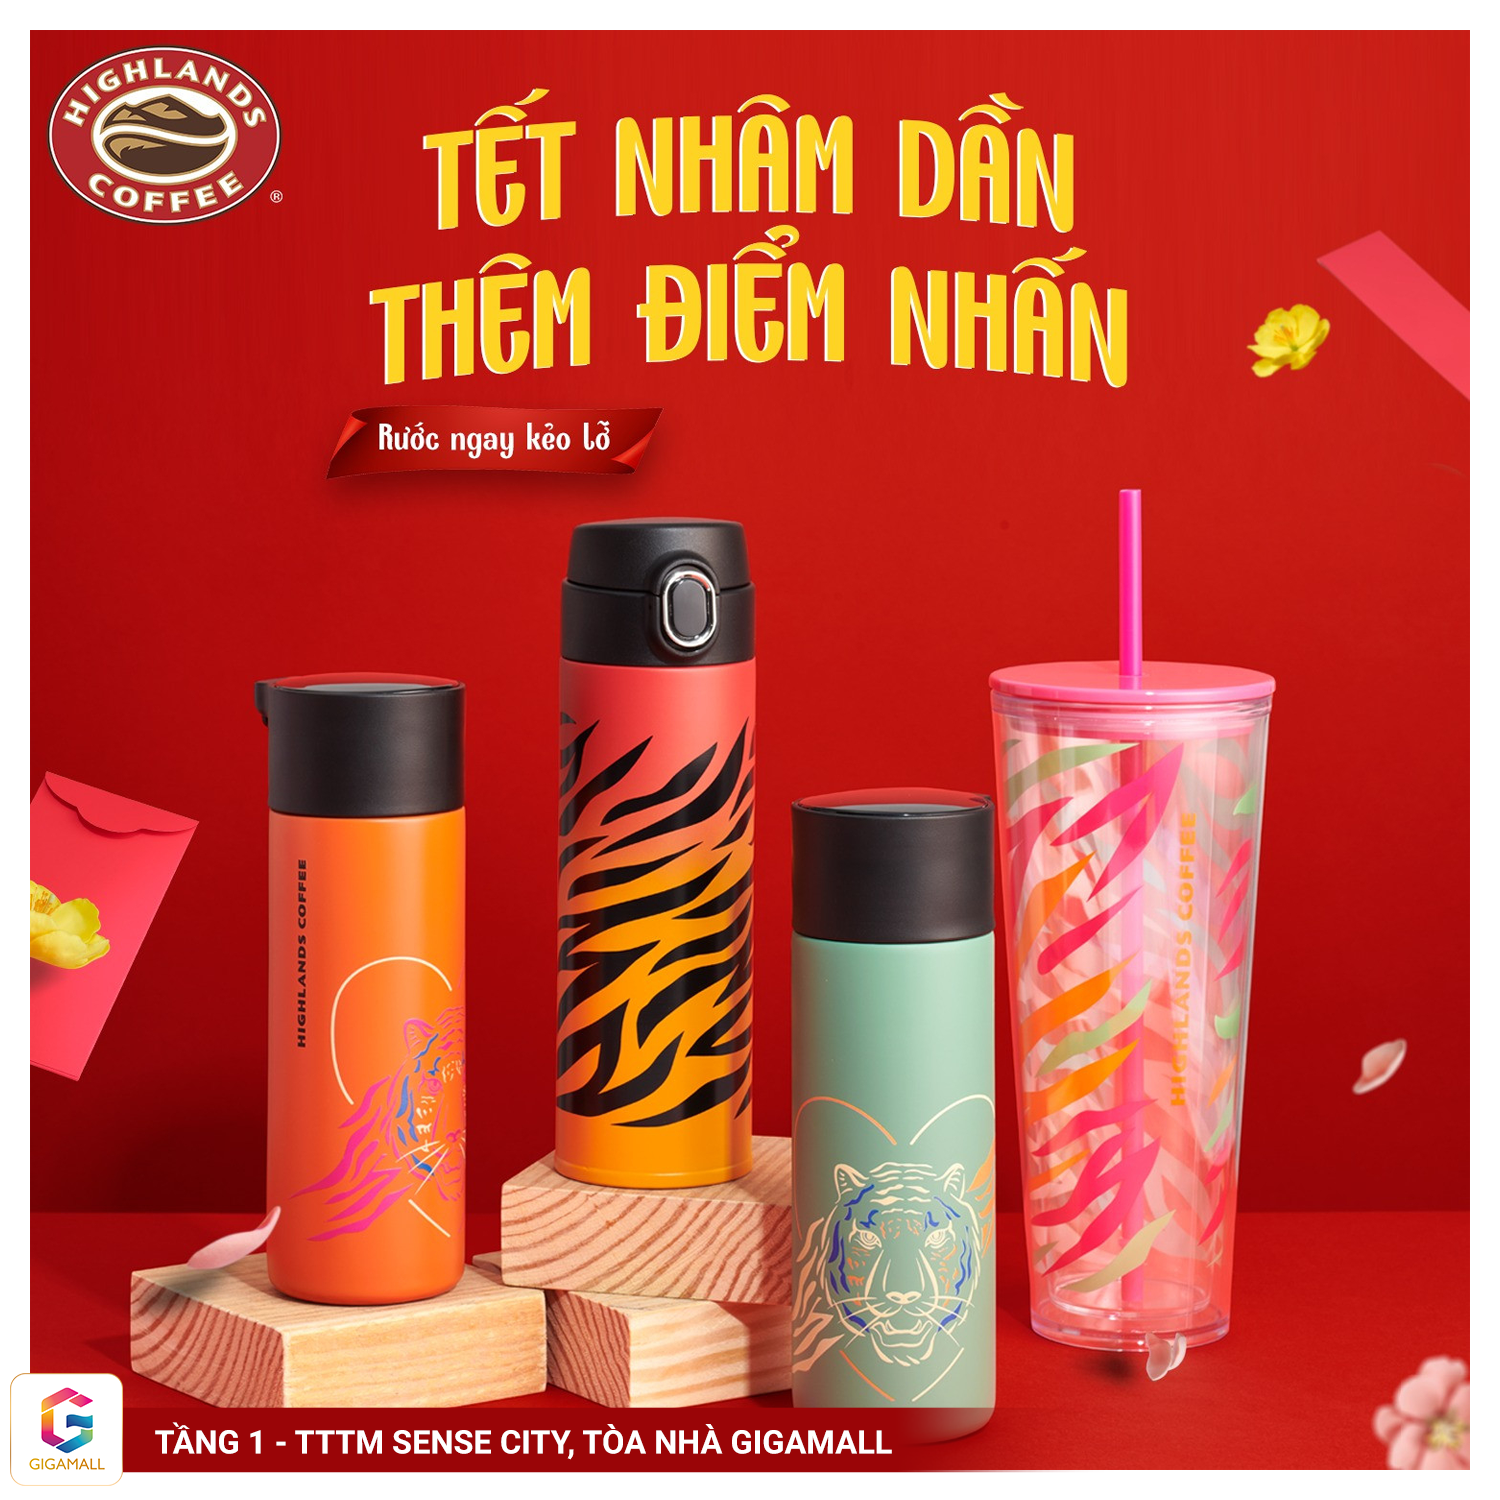 HIGHLANDS
COFFEE
®
TẾT NHÂM DẦN
THÊM ĐIỂM NHẤN
Rước ngay kẻo lỡ
HIGHLANDS COFFEE
HIGHLANDS COFFEE
GIGAMALL
TẦNG 1 - TTTM SENSE CITY, TÒA NHÀ GIGAMALL